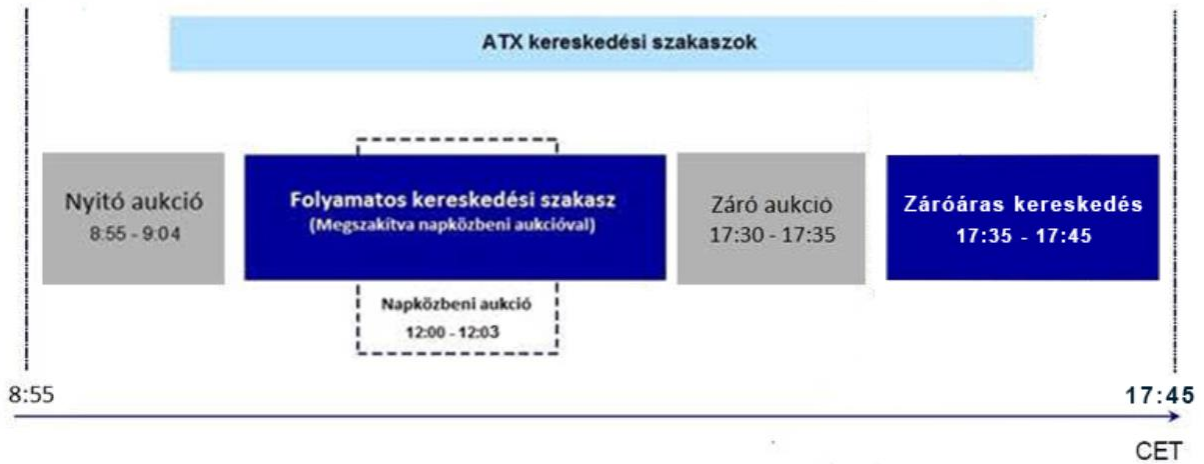 ATX kereskedési szakaszok
Nyitó aukció
8:55 - 9:04
Folyamatos kereskedési szakasz
(Megszakítva napközbeni aukcióval)
Napközbeni aukció
12:00 - 12:03
Záró aukció
17:30 - 17:35
Záróáras kereskedés
17:35 - 17:45
8:55
17:45
CET